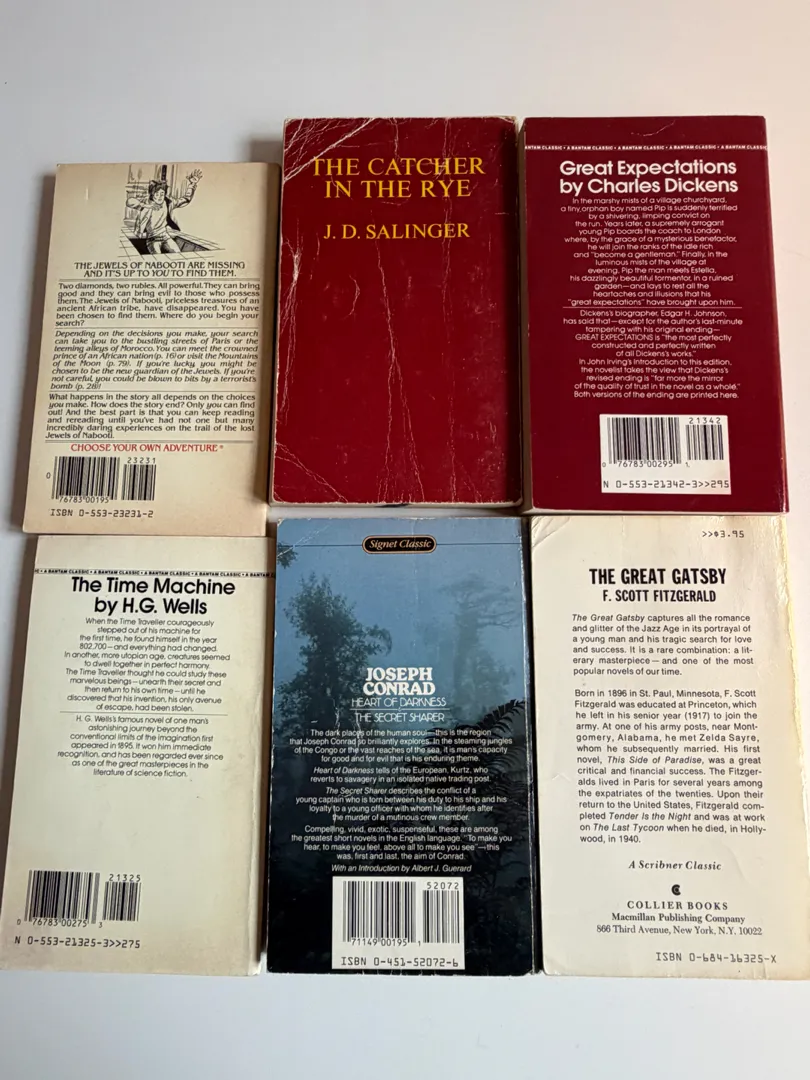 THE JEWELS OF NABOOTI ARE MISSING
AND IT'S UP TO YOU TO FIND THEM.
Two diamonds, two rubies. All powerful. They can bring
good and they can bring evil to those who possess
them. The Jewels of Nabooti, priceless treasures of an
ancient African tribe, have disappeared. You have
been chosen to find them. Where do you begin your
search?
Depending on the decisions you make, your search
can take you to the bustling streets of Paris or the
teeming alleys of Morocco. You can meet the crowned
prince of an African nation (p. 16) or visit the Mountains
of the Moon (p. 79). If you're lucky, you might be
chosen to be the new guardian of the Jewels. If you're
not careful, you could be blown to bits by a terrorist's
bomb (p. 28)!
What happens in the story all depends on the choices
you make. How does the story end? Only you can find
out! And the best part is that you can keep reading
and rereading until you've had not one but many
incredibly daring experiences on the trail of the lost
Jewels of Nabooti.
CHOOSE YOUR OWN ADVENTURE®
23231
0
76783 00195
ISBN 0-553-23231-2
THE CATCHER
IN THE RYE
J. D. SALINGER
BANTAM CLASSIC • A BANTAM CLASSIC • A BANTAM CLASSIC • A BANTAM CLASSIC • A BANTAM CLASSIC
Great Expectations
by Charles Dickens
In the marshy mists of a village churchyard,
a tiny orphan boy named Pip is suddenly terrified
by a shivering, limping convict on
the run. Years later, a supremely arrogant
young Pip boards the coach to London
where, by the grace of a mysterious benefactor,
he will join the ranks of the idle rich
and "become a gentleman." Finally, in the
luminous mists of the village at
evening, Pip the man meets Estella,
his dazzlingly beautiful tormentor, in a ruined
garden—and lays to rest all the
heartaches and illusions that his
"great expectations" have brought upon him.
Dickens's biographer, Edgar H. Johnson,
has said that—except for the author's last-minute
tampering with his original ending—
GREAT EXPECTATIONS is "the most perfectly
constructed and perfectly written
of all Dickens's works."
In John Irving's introduction to this edition,
the novelist takes the view that Dickens's
revised ending is "far more the mirror
of the quality of trust in the novel as a whole."
Both versions of the ending are printed here.
21342
0 76783 00295 1
N 0-553-21342-3>>295
IC • A BANTAM CLASSIC • A BANTAM CLASSIC • A BANTAM CLASSIC • A BANTAM CLASSIC • A BANTAM
The Time Machine
by H.G. Wells
When the Time Traveller courageously
stepped out of his machine for
the first time, he found himself in the year
802,700—and everything had changed.
In another, more utopian age, creatures seemed
to dwell together in perfect harmony.
The Time Traveller thought he could study these
marvelous beings—unearth their secret and
then return to his own time—until he
discovered that his invention, his only avenue
of escape, had been stolen.
H. G. Wells's famous novel of one man's
astonishing journey beyond the
conventional limits of the imagination first
appeared in 1895. It won him immediate
recognition, and has been regarded ever since
as one of the great masterpieces in the
literature of science fiction.
21325
0 76783 00275 3
N 0-553-21325-3>>275
Signet Classic
JOSEPH
CONRAD
HEART OF DARKNESS
THE SECRET SHARER
The dark places of the human soul—this is the region
that Joseph Conrad so brilliantly explores. In the steaming jungles
of the Congo or the vast reaches of the sea, it is man's capacity
for good and for evil that is his enduring theme.
Heart of Darkness tells of the European, Kurtz, who
reverts to savagery in an isolated native trading post.
The Secret Sharer describes the conflict of a
young captain who is torn between his duty to his ship and his
loyalty to a young officer with whom he identifies after
the murder of a mutinous crew member.
Compelling, vivid, exotic, suspenseful, these are among
the greatest short novels in the English language. "To make you
hear, to make you feel, above all to make you see"—this
was, first and last, the aim of Conrad.
With an Introduction by Albert J. Guerard
52072
71149 00195 1
ISBN 0-451-52072-6
>>$3.95
THE GREAT GATSBY
F. SCOTT FITZGERALD
The Great Gatsby captures all the romance
and glitter of the Jazz Age in its portrayal of
a young man and his tragic search for love
and success. It is a rare combination: a lit-
erary masterpiece — and one of the most
popular novels of our time.
Born in 1896 in St. Paul, Minnesota, F. Scott
Fitzgerald was educated at Princeton, which
he left in his senior year (1917) to join the
army. At one of his army posts, near Mont-
gomery, Alabama, he met Zelda Sayre,
whom he subsequently married. His first
novel, This Side of Paradise, was a great
critical and financial success. The Fitzger-
alds lived in Paris for several years among
the expatriates of the twenties. Upon their
return to the United States, Fitzgerald com-
pleted Tender Is the Night and was at work
on The Last Tycoon when he died, in Holly-
wood, in 1940.
A Scribner Classic
COLLIER BOOKS
Macmillan Publishing Company
866 Third Avenue, New York, N.Y. 10022
ISBN 0-684-16325-X